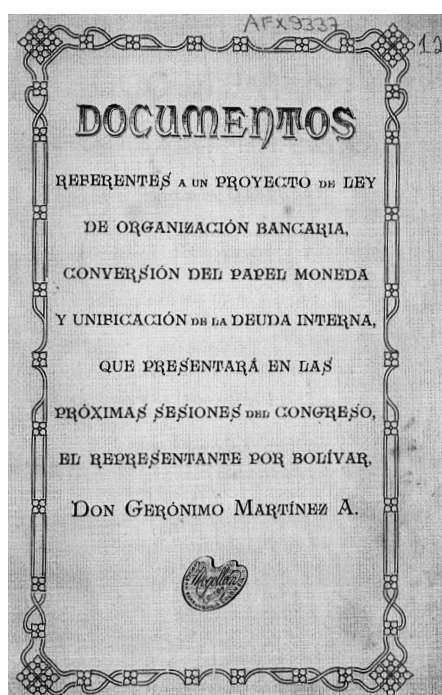 AFX9337
12
DOCUMENTOS
REFERENTES A UN PROYECTO DE LEY
DE ORGANIZACIÓN BANCARIA,
CONVERSIÓN DEL PAPEL MONEDA
Y UNIFICACIÓN DE LA DEUDA INTERNA,
QUE PRESENTARÁ EN LAS
PRÓXIMAS SESIONES DEL CONGRESO,
EL REPRESENTANTE POR BOLÍVAR,
DON GERÓNIMO MARTÍNEZ A.
Mogollón